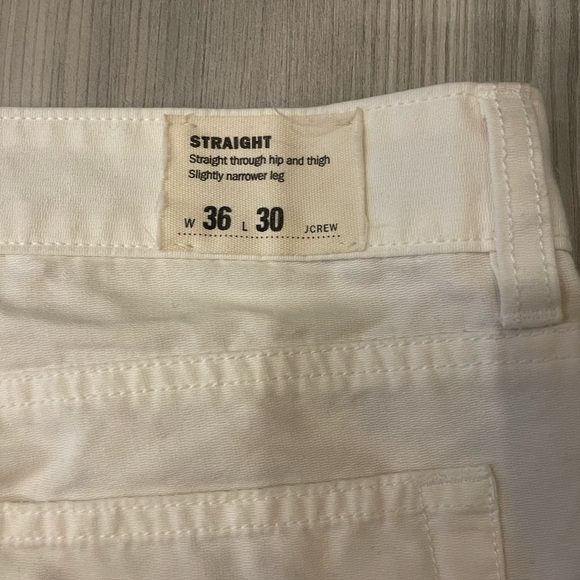 STRAIGHT
Straight through hip and thigh
Slightly narrower leg
W 36 L 30 JCREW